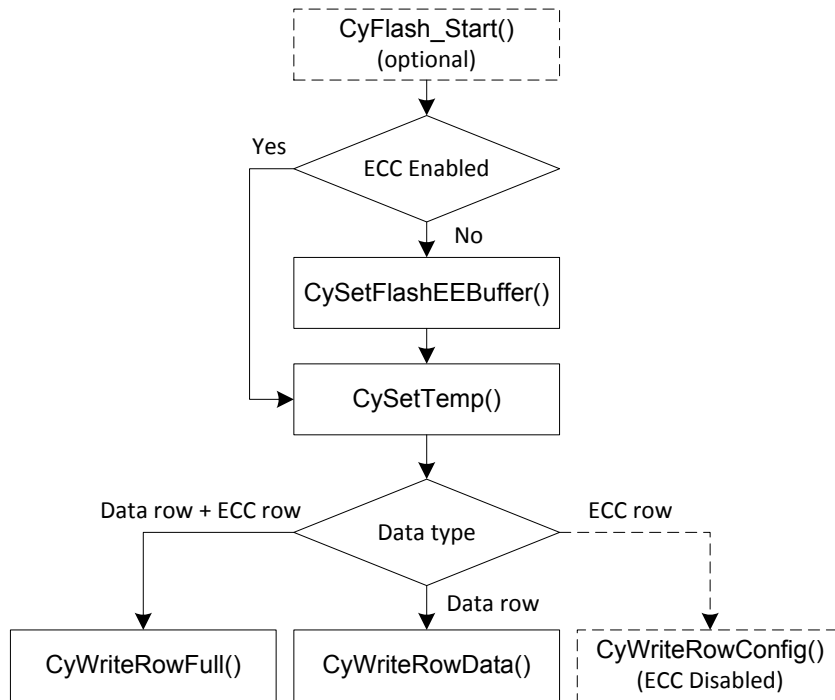 CyFlash_Start()
(optional)
Yes
ECC Enabled
No
CySetFlashEEBuffer()
CySetTemp()
Data row + ECC row
Data type
ECC row
Data row
CyWriteRowFull()
CyWriteRowData()
CyWriteRowConfig()
(ECC Disabled)